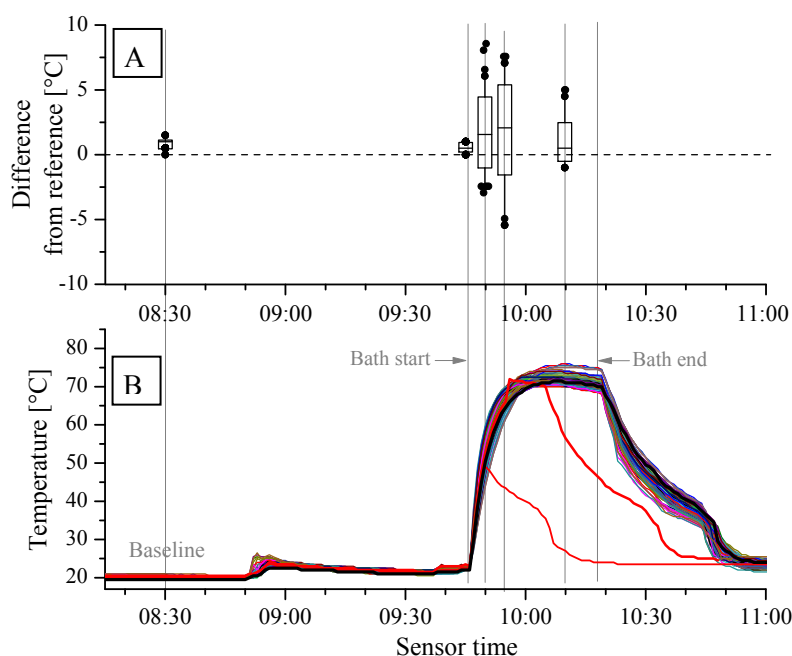 A
Difference
from reference [°C]
10
5
0
-5
-10
08:30 09:00 09:30 10:00 10:30 11:00
B
Temperature [°C]
80
70
60
50
40
30
20
Bath start
Bath end
Baseline
08:30 09:00 09:30 10:00 10:30 11:00
Sensor time